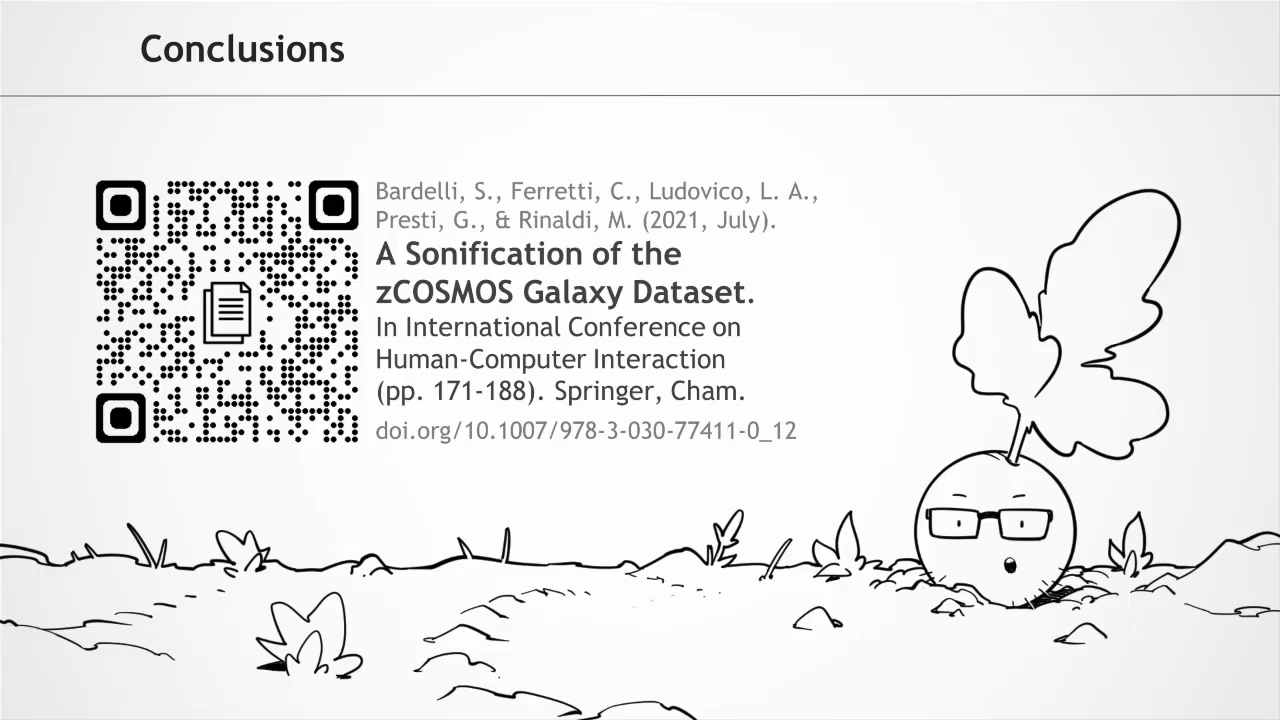 Conclusions
Bardelli, S., Ferretti, C., Ludovico, L. A.,
Presti, G., & Rinaldi, M. (2021, July).
A Sonification of the
zCOSMOS Galaxy Dataset.
In International Conference on
Human-Computer Interaction
(pp. 171-188). Springer, Cham.
doi.org/10.1007/978-3-030-77411-0_12